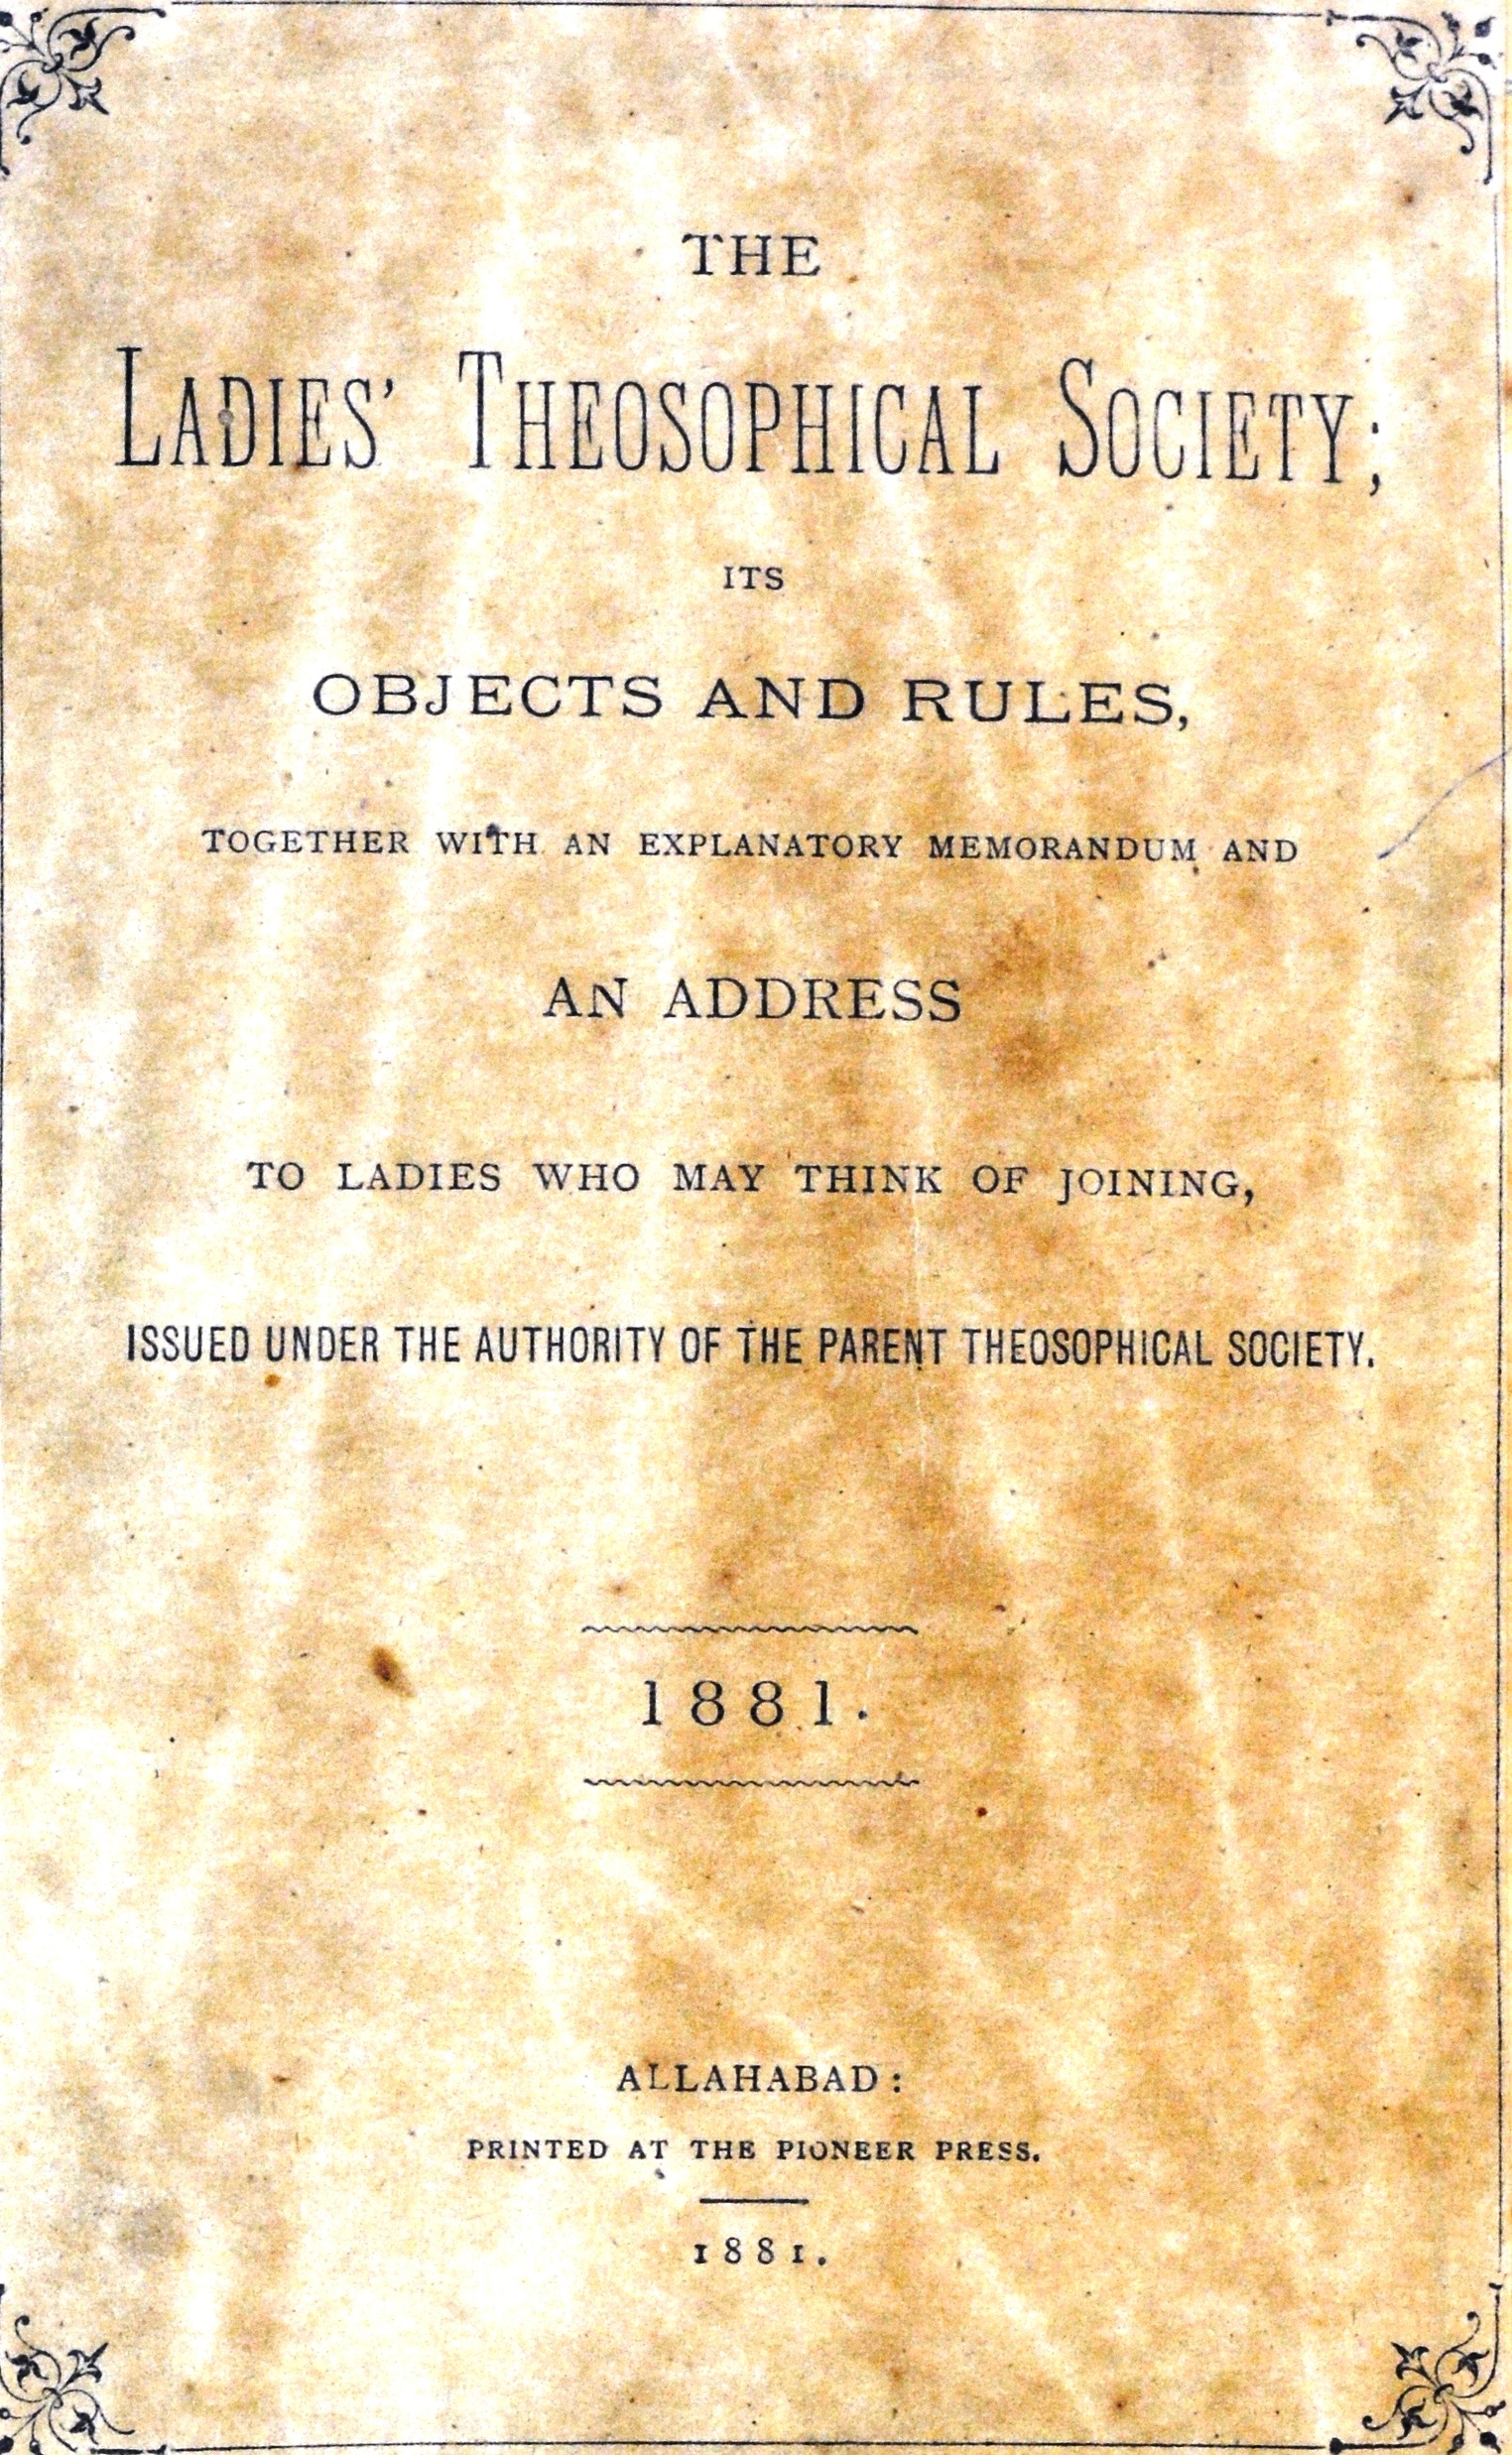 THE
LADIES' THEOSOPHICAL SOCIETY;
ITS
OBJECTS AND RULES,
TOGETHER WITH AN EXPLANATORY MEMORANDUM AND
AN ADDRESS
TO LADIES WHO MAY THINK OF JOINING,
ISSUED UNDER THE AUTHORITY OF THE PARENT THEOSOPHICAL SOCIETY.
1881.
ALLAHABAD:
PRINTED AT THE PIONEER PRESS.
1881.